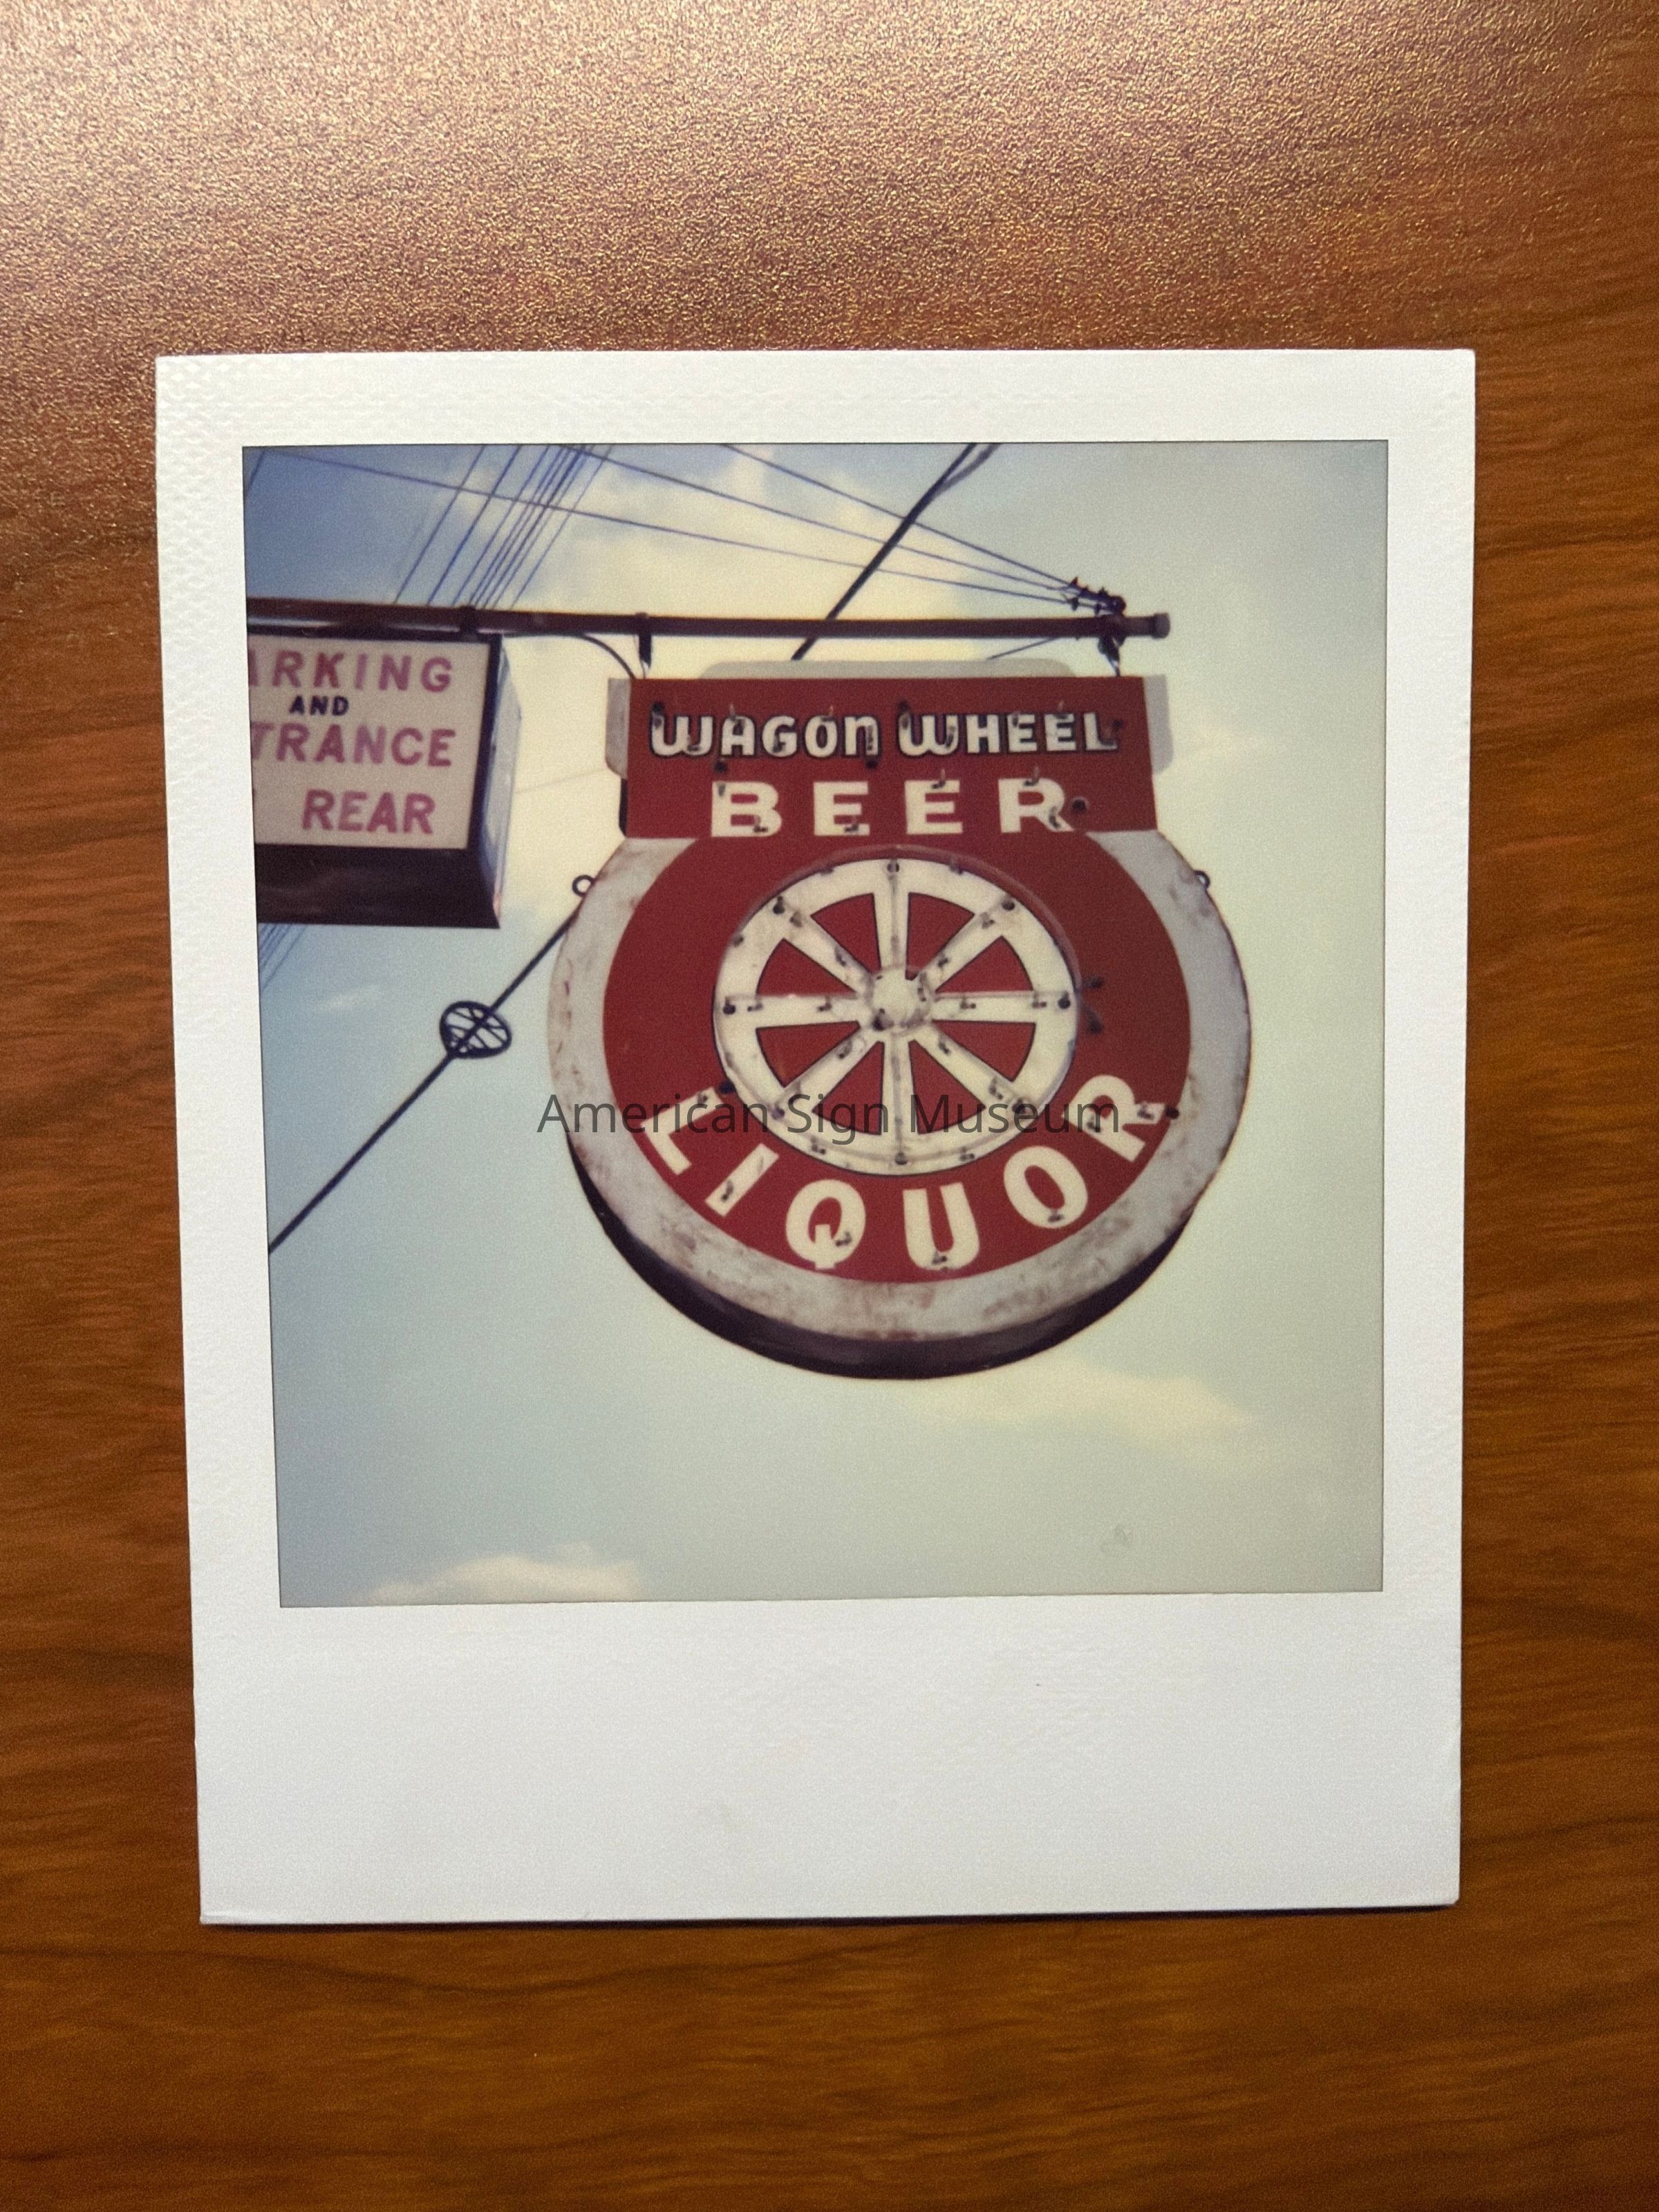 ARKING
AND
TRANCE
REAR
WAGON WHEEL
BEER
LIQUOR
American Sign Museum